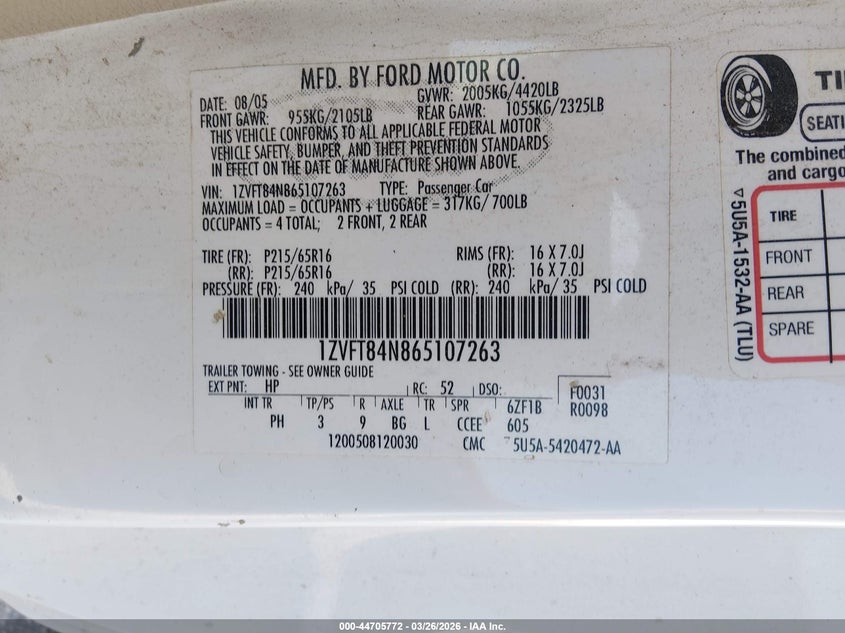 MFD. BY FORD MOTOR CO.
DATE: 08/05 GVWR: 2005KG/4420LB
FRONT GAWR: 955KG/2105LB REAR GAWR: 1055KG/2325LB
THIS VEHICLE CONFORMS TO ALL APPLICABLE FEDERAL MOTOR
VEHICLE SAFETY, BUMPER, AND THEFT PREVENTION STANDARDS
IN EFFECT ON THE DATE OF MANUFACTURE SHOWN ABOVE.
VIN: 1ZVFT84N865107263 TYPE: Passenger Car
MAXIMUM LOAD = OCCUPANTS + LUGGAGE = 317KG/ 700LB
OCCUPANTS = 4 TOTAL; 2 FRONT, 2 REAR
TIRE (FR): P215/65R16 RIMS (FR): 16 X 7.0J
(RR): P215/65R16 (RR): 16 X 7.0J
PRESSURE (FR): 240 kPa/ 35 PSI COLD (RR): 240 kPa/ 35 PSI COLD
1ZVFT84N865107263
TRAILER TOWING - SEE OWNER GUIDE
EXT PNT: HP RC: 52 DSO: F0031
INT TR TP/PS R AXLE TR SPR 6ZF1B R0098
PH 3 9 BG L CCEE 605
1200508120030 CMC 5U5A-5420472-AA
SEATI
The combined
and cargo
TIRE
FRONT
REAR
SPARE
5U5A-1532-AA (TLU)
000-44705772 — 03/26/2026 — IAA Inc.